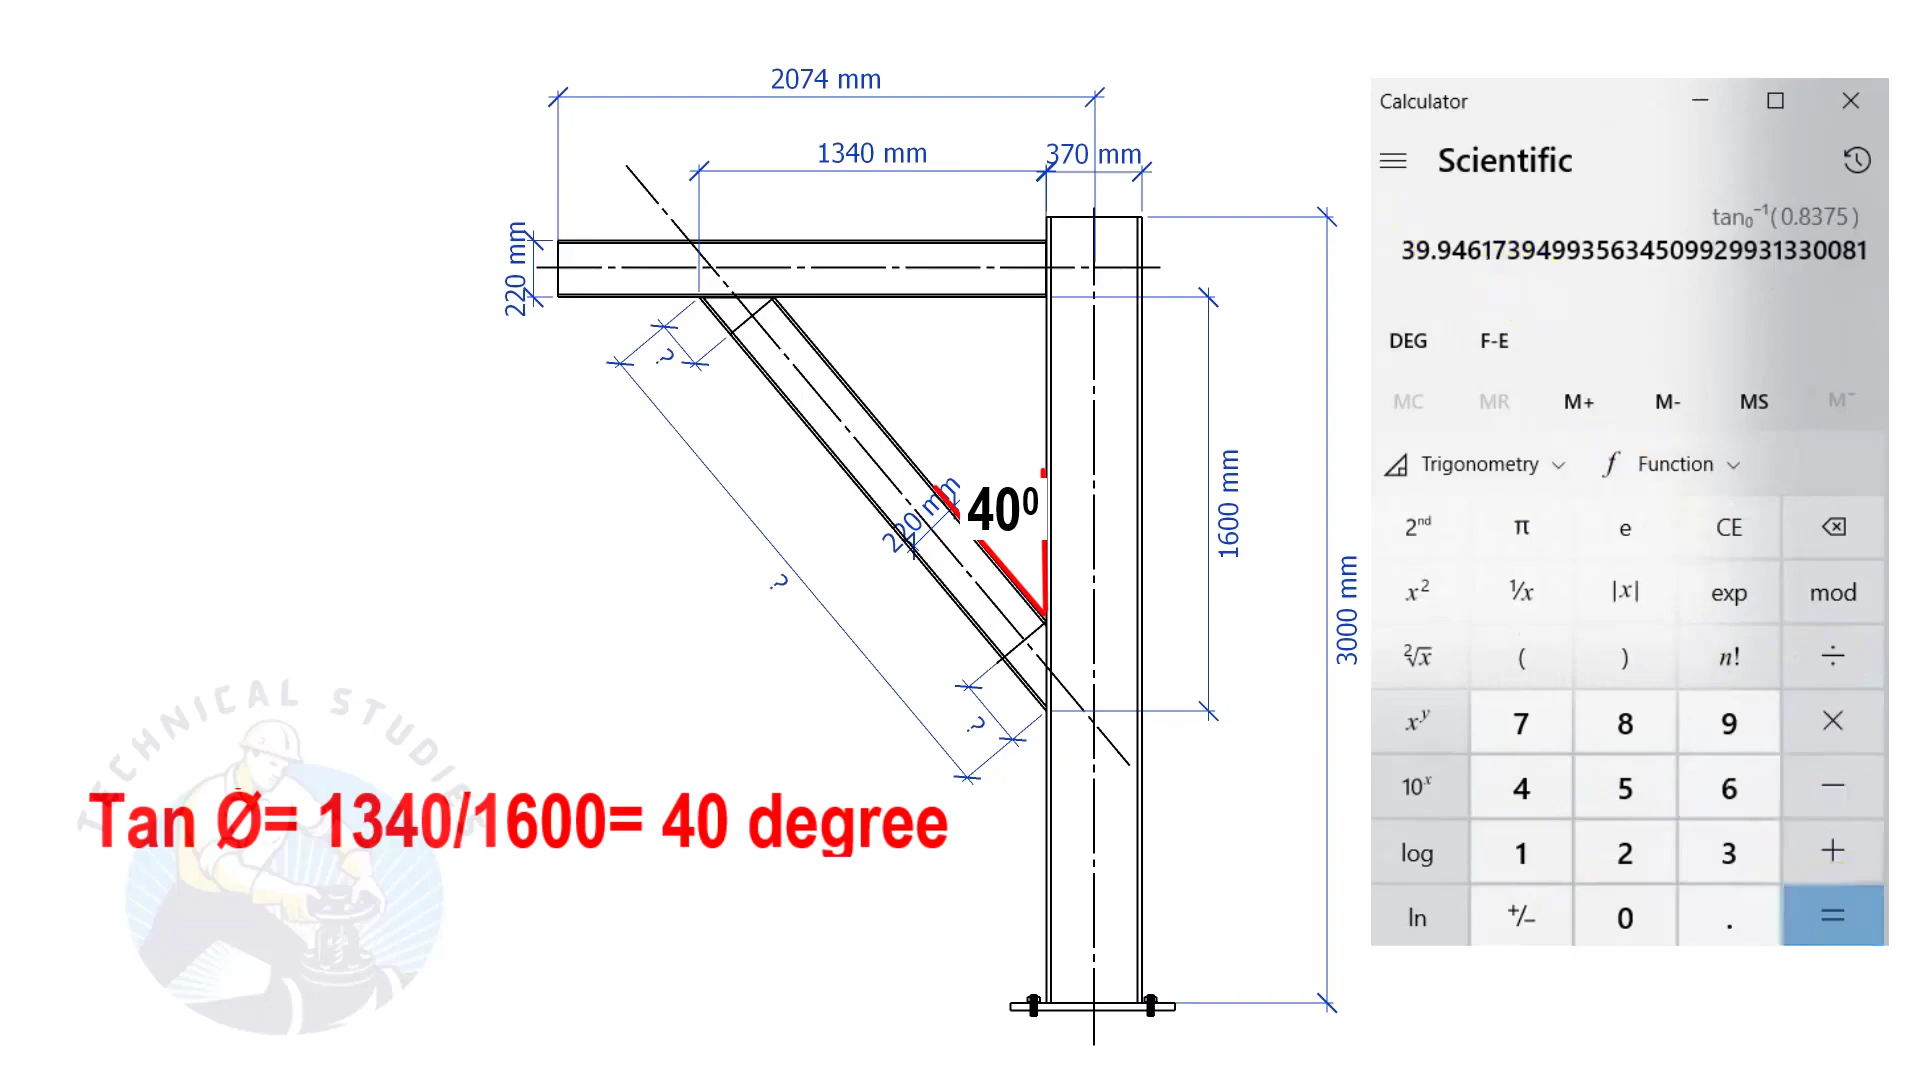 2074 mm
1340 mm
370 mm
220 mm
?
220 mm
40⁰
1600 mm
3000 mm
?
?
TECHNICAL STUDIES
Tan Ø= 1340/1600= 40 degree
Calculator
Scientific
tan₀⁻¹(0.8375)
39.946173949935634509929931330081
DEG F-E
MC MR M+ M- MS M˅
Trigonometry f Function
2ⁿᵈ π e CE
x² ¹/x |x| exp mod
²√x ( ) n! ÷
xʸ 7 8 9 ×
10ˣ 4 5 6 −
log 1 2 3 +
ln +/− 0 . =